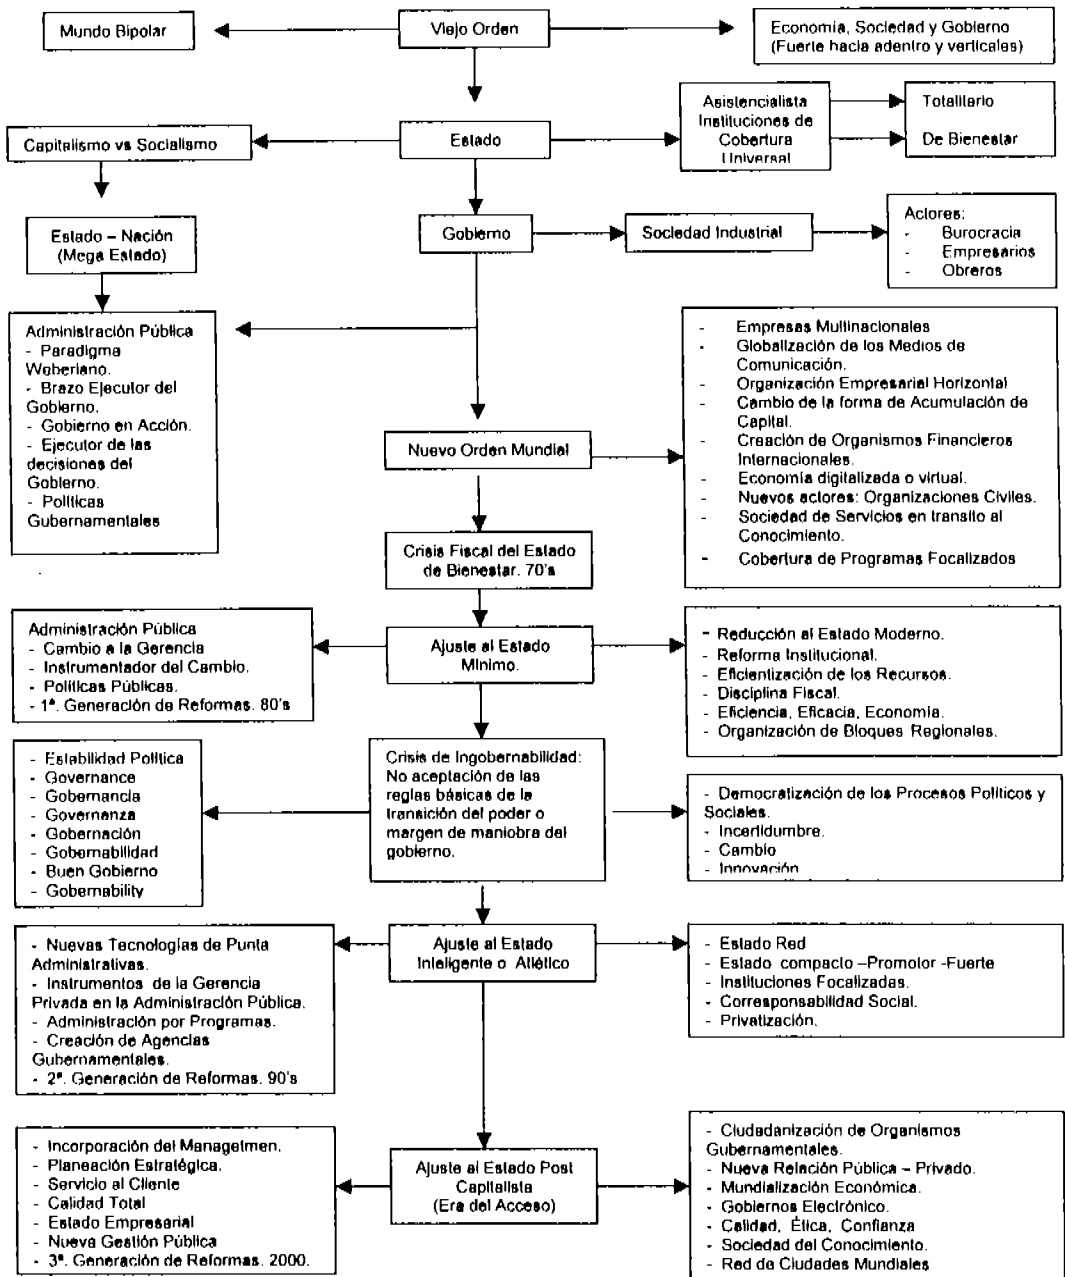 Mundo Bipolar
Viejo Orden
Economía, Sociedad y Gobierno
(Fuerte hacia adentro y verticales)
Capitalismo vs Socialismo
Estado
Asistencialista
Instituciones de
Cobertura
Universal
Totalitario
De Bienestar
Estado – Nación
(Mega Estado)
Gobierno
Sociedad Industrial
Actores:
- Burocracia
- Empresarios
- Obreros
Administración Pública
- Paradigma
Weberiano.
- Brazo Ejecutor del
Gobierno.
- Gobierno en Acción.
- Ejecutor de las
decisiones del
Gobierno.
- Políticas
Gubernamentales
Nuevo Orden Mundial
- Empresas Multinacionales
- Globalización de los Medios de
Comunicación.
- Organización Empresarial Horizontal
- Cambio de la forma de Acumulación de
Capital.
- Creación de Organismos Financieros
Internacionales.
- Economía digitalizada o virtual.
- Nuevos actores: Organizaciones Civiles.
- Sociedad de Servicios en transito al
Conocimiento.
- Cobertura de Programas Focalizados
Crisis Fiscal del Estado
de Bienestar. 70's
Administración Pública
- Cambio a la Gerencia
- Instrumentador del Cambio.
- Políticas Públicas.
- 1ª. Generación de Reformas. 80's
Ajuste al Estado
Mínimo.
- Reducción al Estado Moderno.
- Reforma Institucional.
- Eficientización de los Recursos.
- Disciplina Fiscal.
- Eficiencia, Eficacia, Economía.
- Organización de Bloques Regionales.
- Estabilidad Política
- Governance
- Gobernancia
- Governanza
- Gobernación
- Gobernabilidad
- Buen Gobierno
- Gobernability
Crisis de Ingobernabilidad:
No aceptación de las
reglas básicas de la
transición del poder o
margen de maniobra del
gobierno.
- Democratización de los Procesos Políticos y
Sociales.
- Incertidumbre.
- Cambio
- Innovación
- Nuevas Tecnologías de Punta
Administrativas.
- Instrumentos de la Gerencia
Privada en la Administración Pública.
- Administración por Programas.
- Creación de Agencias
Gubernamentales.
- 2ª. Generación de Reformas. 90's
Ajuste al Estado
Inteligente o Atlético
- Estado Red
- Estado compacto –Promotor -Fuerte
- Instituciones Focalizadas.
- Corresponsabilidad Social.
- Privatización.
- Incorporación del Managetmen.
- Planeación Estratégica.
- Servicio al Cliente
- Calidad Total
- Estado Empresarial
- Nueva Gestión Pública
- 3ª. Generación de Reformas. 2000.
Ajuste al Estado Post
Capitalista
(Era del Acceso)
- Ciudadanización de Organismos
Gubernamentales.
- Nueva Relación Pública – Privado.
- Mundialización Económica.
- Gobiernos Electrónico.
- Calidad, Ética, Confianza
- Sociedad del Conocimiento.
- Red de Ciudades Mundiales